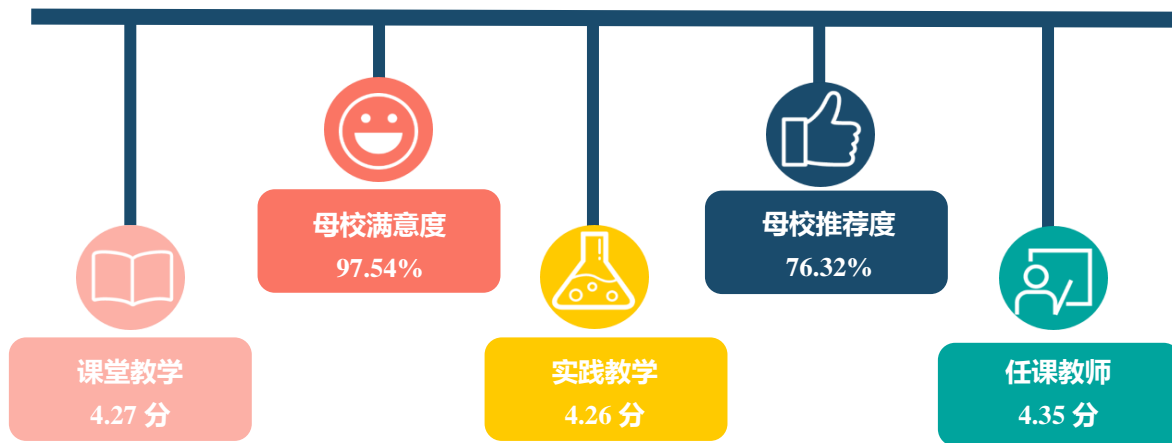 母校满意度
97.54%
母校推荐度
76.32%
课堂教学
4.27 分
实践教学
4.26 分
任课教师
4.35 分